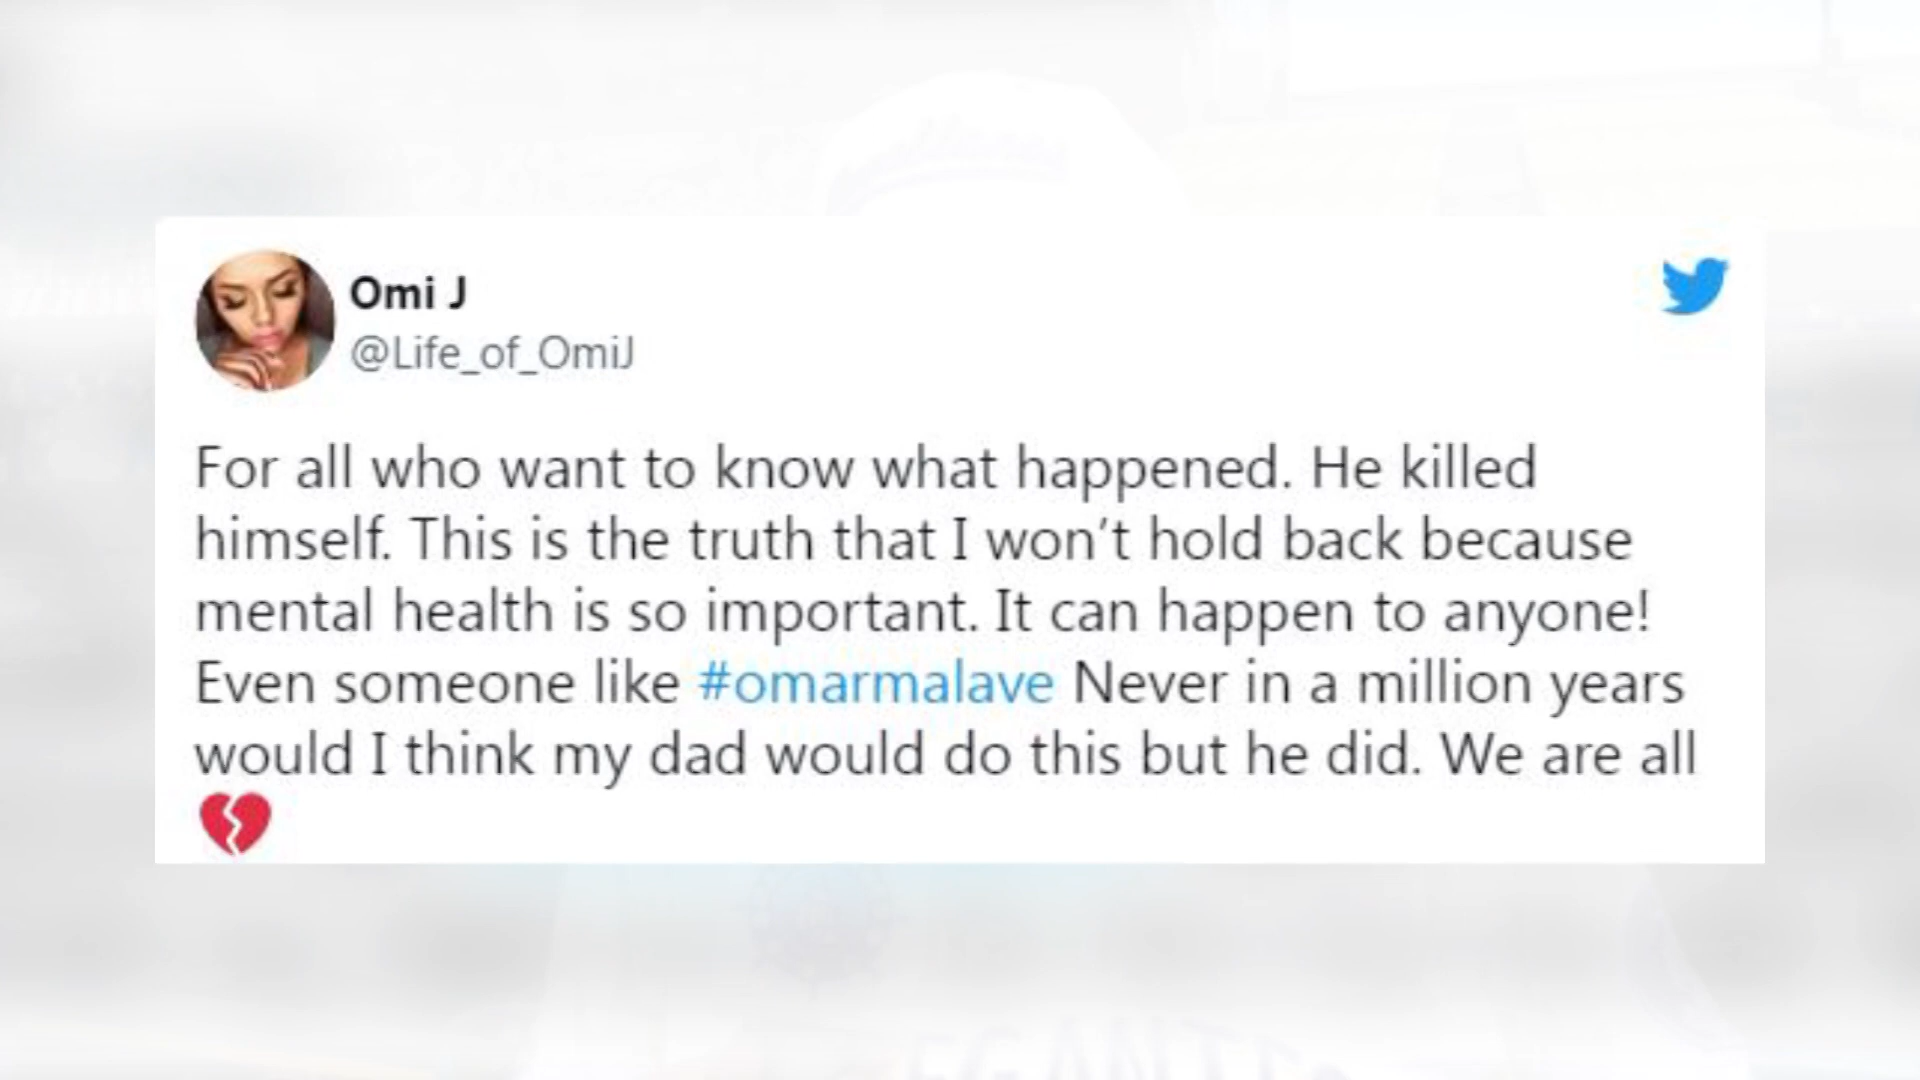 Omi J
@Life_of_OmiJ
For all who want to know what happened. He killed
himself. This is the truth that I won’t hold back because
mental health is so important. It can happen to anyone!
Even someone like #omarmalave Never in a million years
would I think my dad would do this but he did. We are all
💔